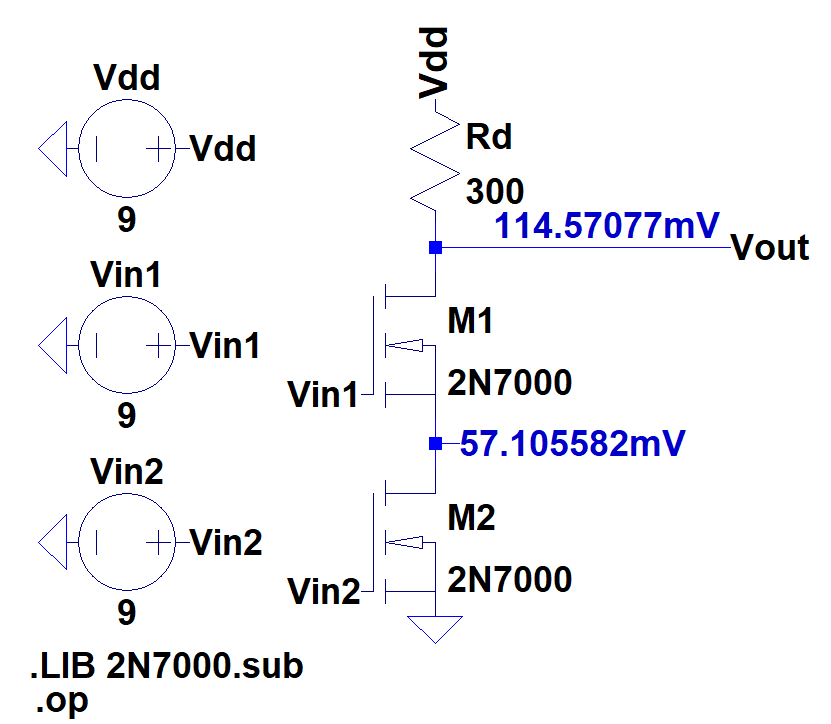 Vdd
Vdd
9
Vin1
Vin1
9
Vin2
Vin2
9
.LIB 2N7000.sub
.op
Vdd
Rd
300
114.57077mV
Vout
M1
2N7000
Vin1
57.105582mV
M2
2N7000
Vin2